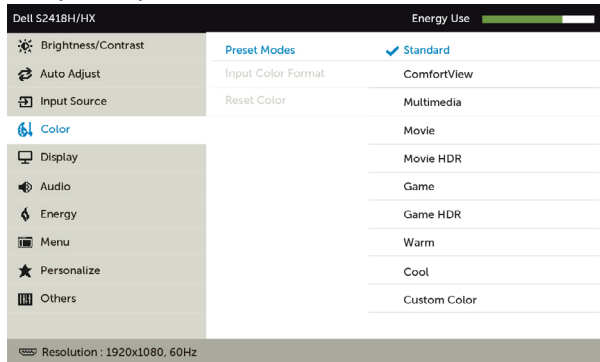 Dell S2418H/HX
Energy Use
Brightness/Contrast
Auto Adjust
Input Source
Color
Display
Audio
Energy
Menu
Personalize
Others
Preset Modes
Input Color Format
Reset Color
Standard
ComfortView
Multimedia
Movie
Movie HDR
Game
Game HDR
Warm
Cool
Custom Color
Resolution : 1920x1080, 60Hz